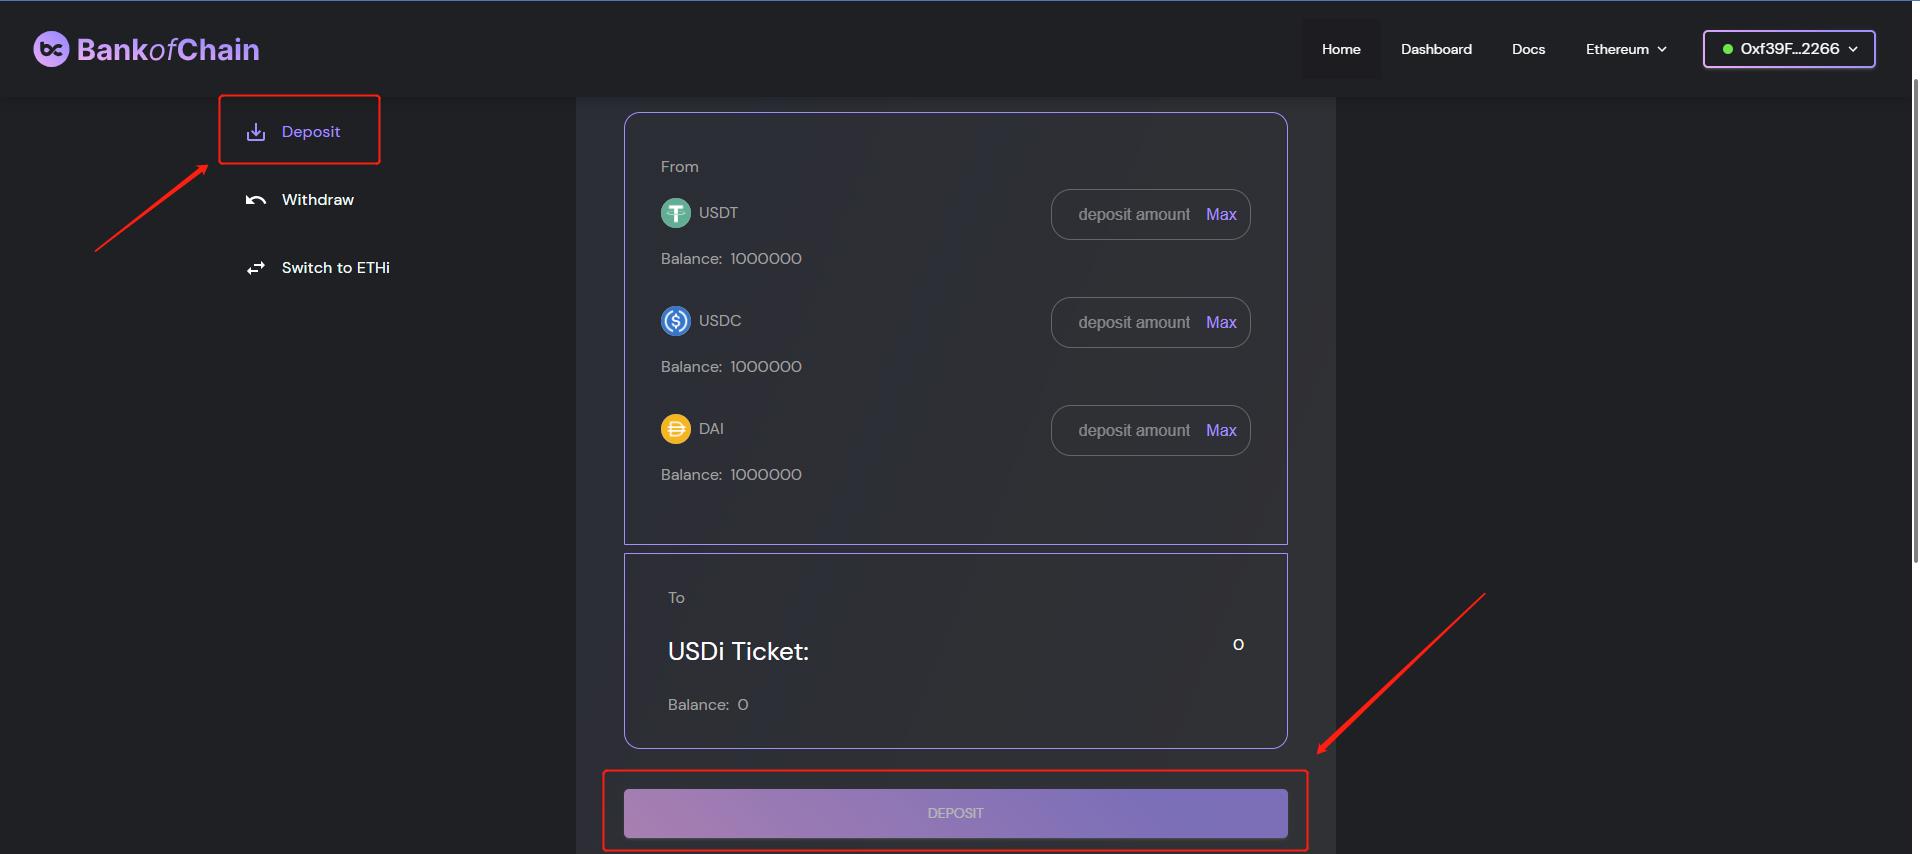 BankofChain
Home Dashboard Docs Ethereum 0xf39F...2266
Deposit
Withdraw
Switch to ETHi
From
USDT deposit amount Max
Balance: 1000000
USDC deposit amount Max
Balance: 1000000
DAI deposit amount Max
Balance: 1000000
To
USDi Ticket: 0
Balance: 0
DEPOSIT